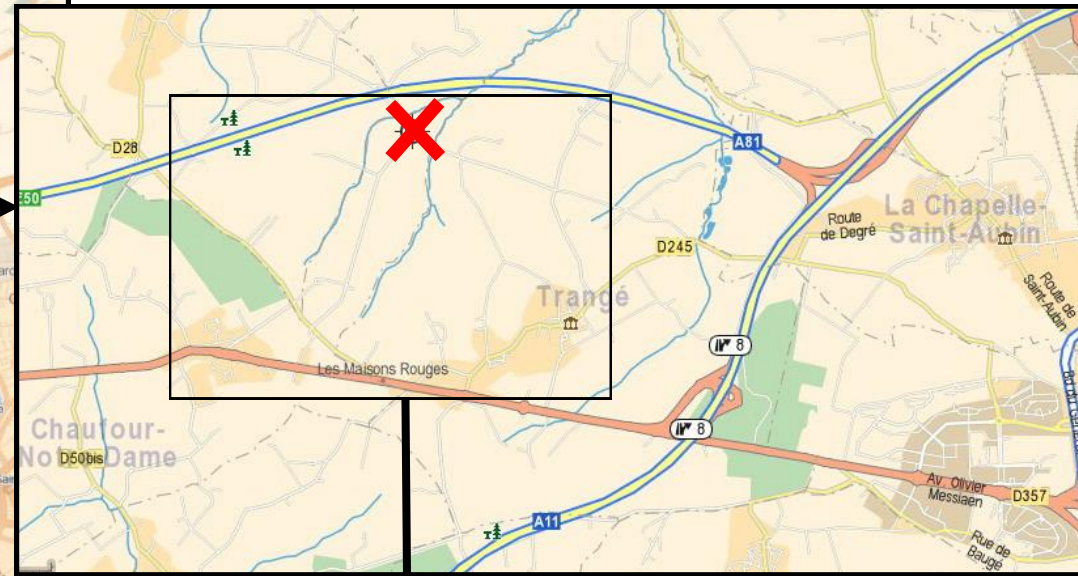 D28
A81
E50
La Chapelle-
Saint-Aubin
Route
de Degré
D245
Route de
Saint-Aubin
Trangé
8
Les Maisons Rouges
8
Chaufour-
Notre-Dame
D50bis
Av. Olivier
Messiaen
D357
A11
Rue de
Baugé